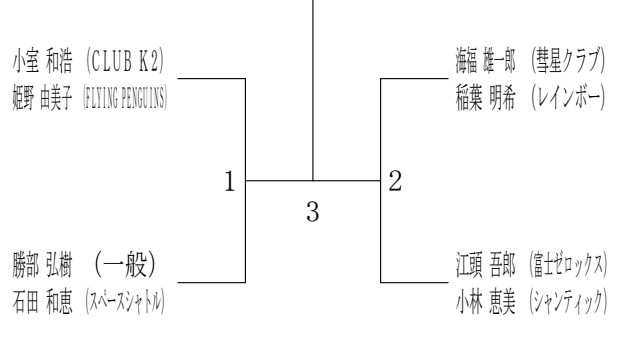 小室 和浩 (CLUB K2)
姫野 由美子 (FLYING PENGUINS)
海福 雄一郎 (彗星クラブ)
稲葉 明希 (レインボー)
1
2
3
勝部 弘樹 (一般)
石田 和恵 (スペースシャトル)
江頭 吾郎 (富士ゼロックス)
小林 恵美 (シャンティック)